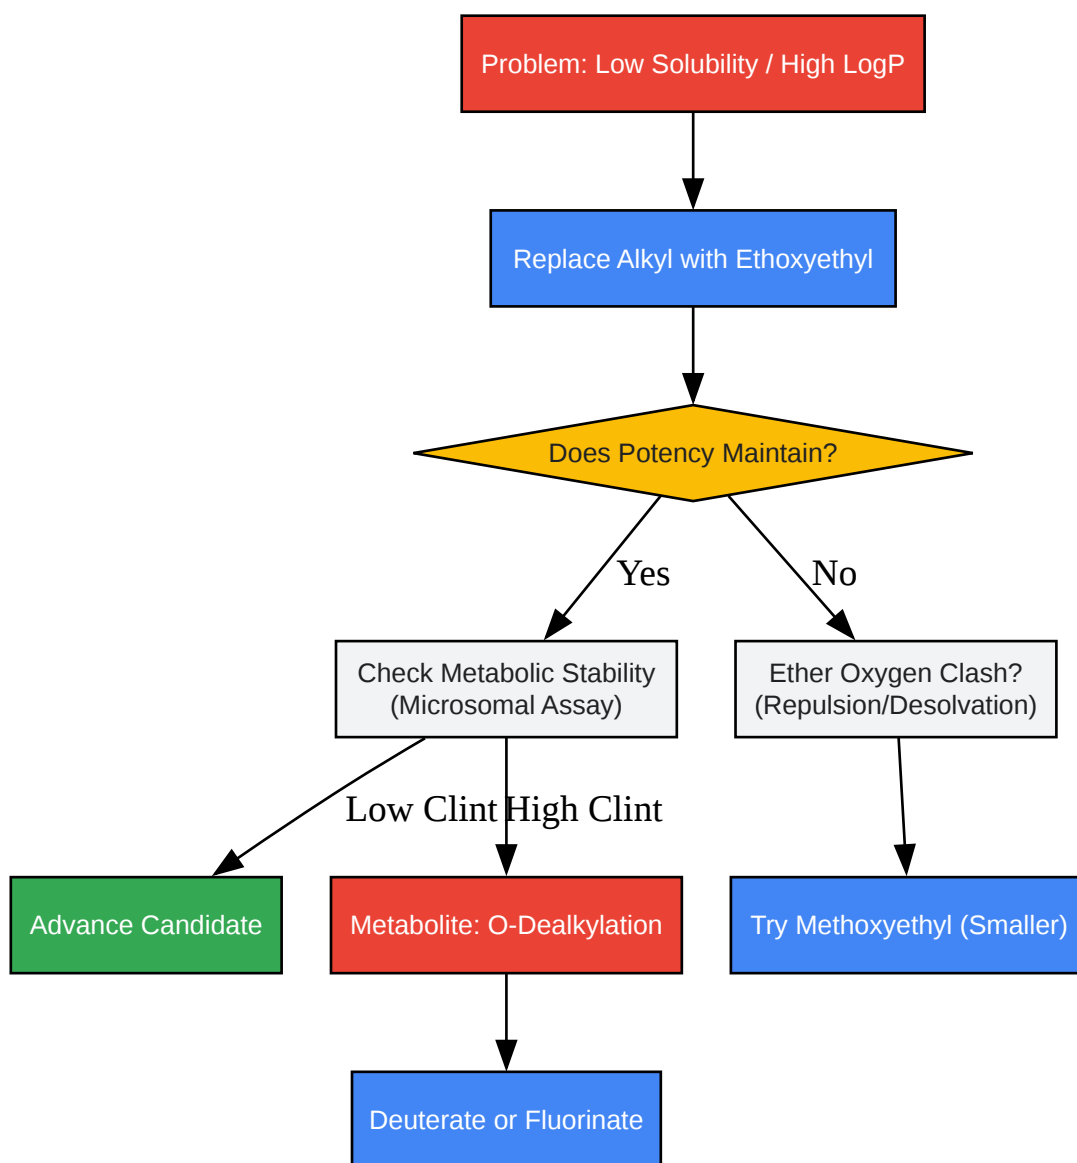 Problem: Low Solubility / High LogP
Replace Alkyl with Ethoxyethyl
Does Potency Maintain?
Yes
No
Check Metabolic Stability
(Microsomal Assay)
Ether Oxygen Clash?
(Repulsion/Desolvation)
Low Clint
High Clint
Advance Candidate
Metabolite: O-Dealkylation
Try Methoxyethyl (Smaller)
Deuterate or Fluorinate